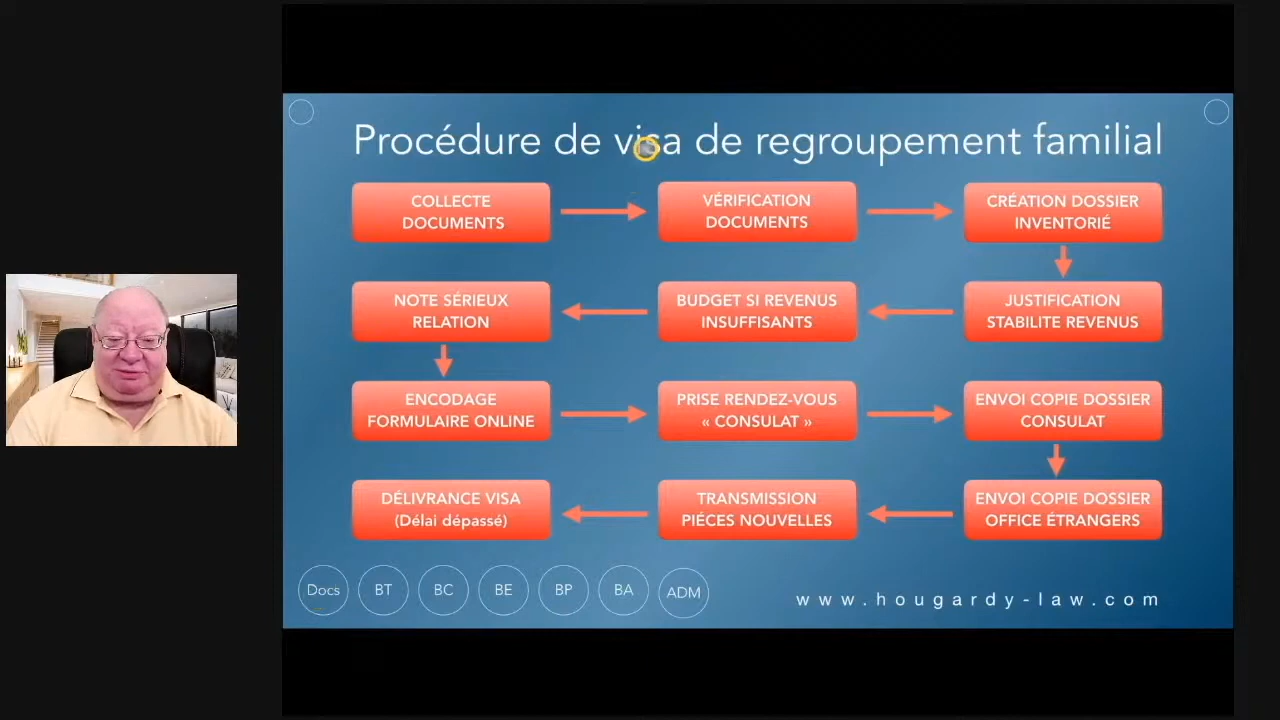 Procédure de visa de regroupement familial
COLLECTE
DOCUMENTS
VÉRIFICATION
DOCUMENTS
CRÉATION DOSSIER
INVENTORIÉ
NOTE SÉRIEUX
RELATION
BUDGET SI REVENUS
INSUFFISANTS
JUSTIFICATION
STABILITE REVENUS
ENCODAGE
FORMULAIRE ONLINE
PRISE RENDEZ-VOUS
« CONSULAT »
ENVOI COPIE DOSSIER
CONSULAT
DÉLIVRANCE VISA
(Délai dépassé)
TRANSMISSION
PIÉCES NOUVELLES
ENVOI COPIE DOSSIER
OFFICE ÉTRANGERS
Docs
BT
BC
BE
BP
BA
ADM
www.hougardy-law.com